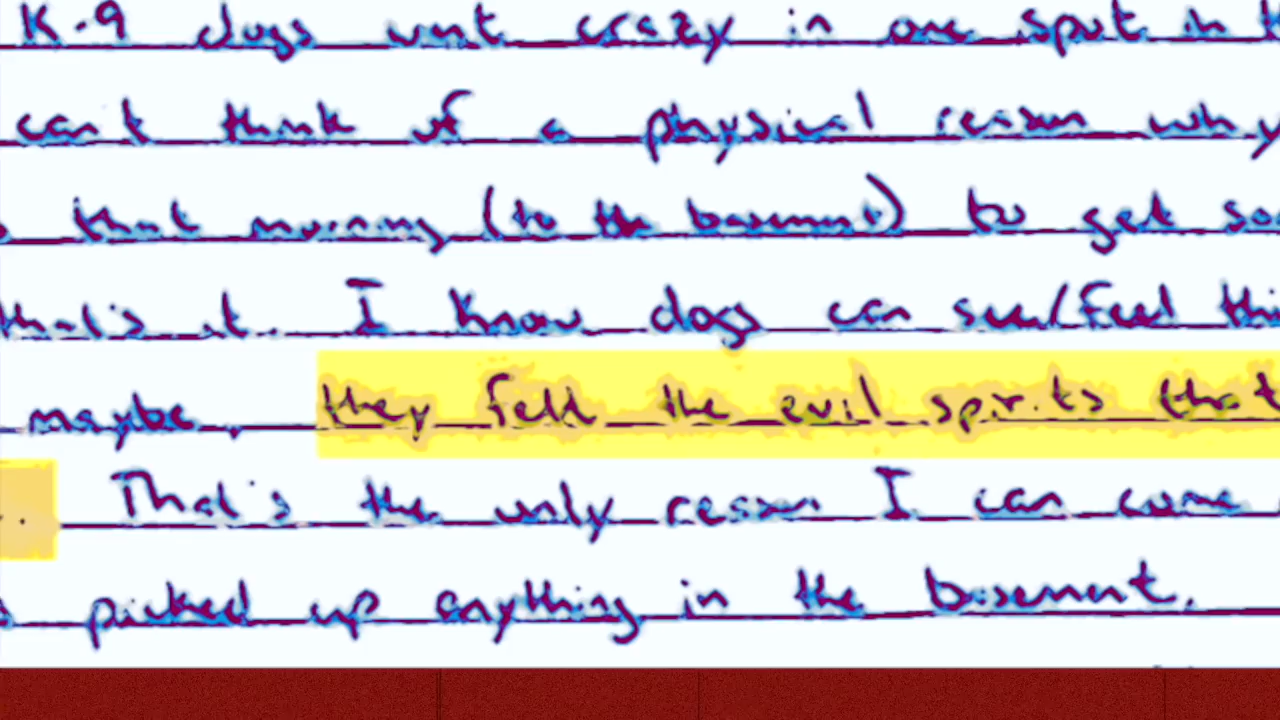 K-9 dogs went crazy in one spot in t
can't think of a physical reason why
that morning (to the basement) to get so
that's it. I know dogs can see/feel thi
maybe, they felt the evil spirits that
. That's the only reason I can come
picked up anything in the basement.